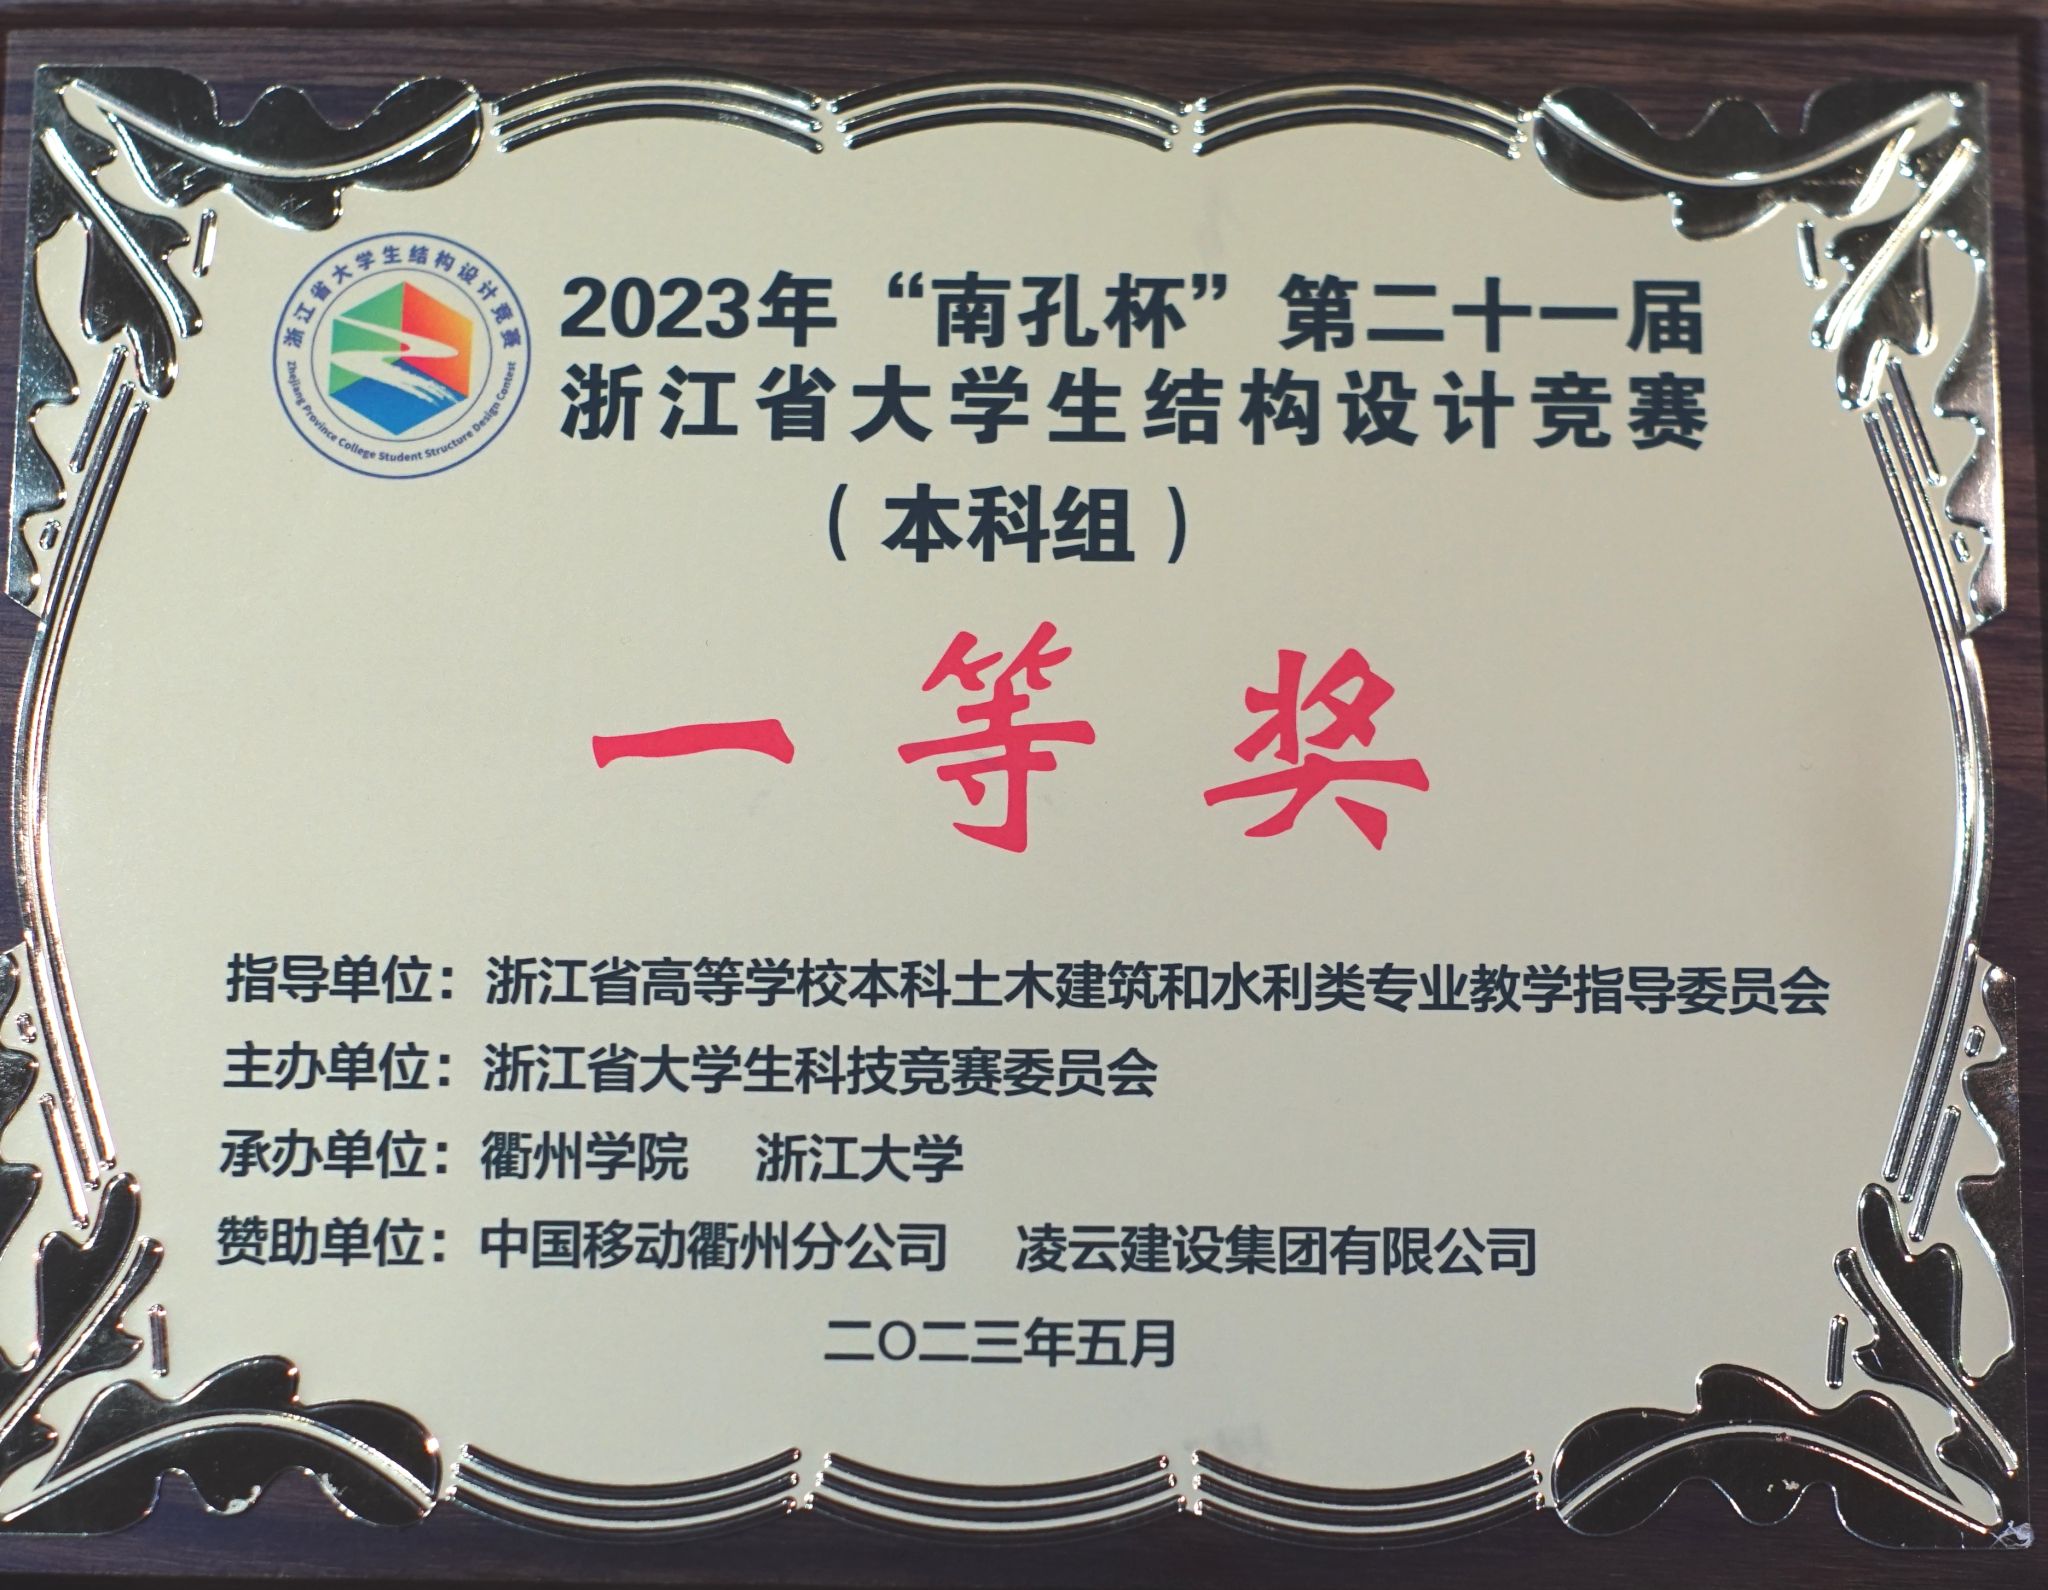 浙江省大学生结构设计竞赛
Zhejiang Province College Student Structure Design Contest
2023年“南孔杯”第二十一届
浙江省大学生结构设计竞赛
（本科组）
一等奖
指导单位：浙江省高等学校本科土木建筑和水利类专业教学指导委员会
主办单位：浙江省大学生科技竞赛委员会
承办单位：衢州学院 浙江大学
赞助单位：中国移动衢州分公司 凌云建设集团有限公司
二〇二三年五月